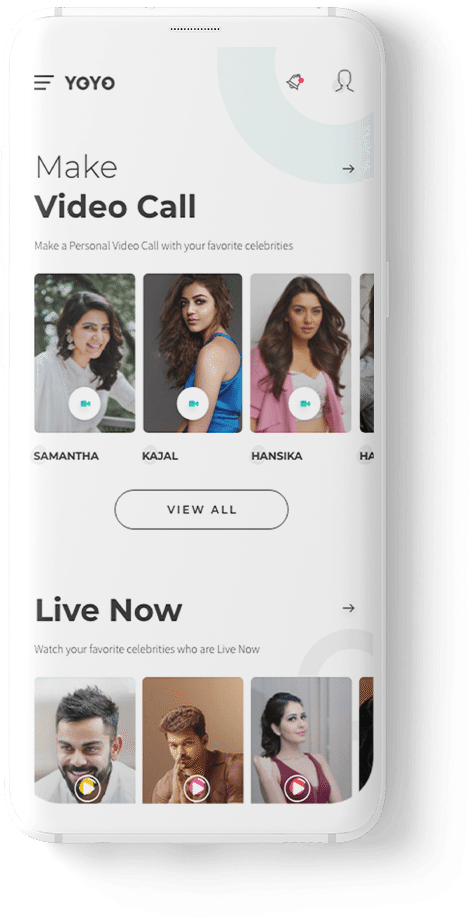 YOYO
Make
Video Call
Make a Personal Video Call with your favorite celebrities
SAMANTHA KAJAL HANSIKA HA
VIEW ALL
Live Now
Watch your favorite celebrities who are Live Now